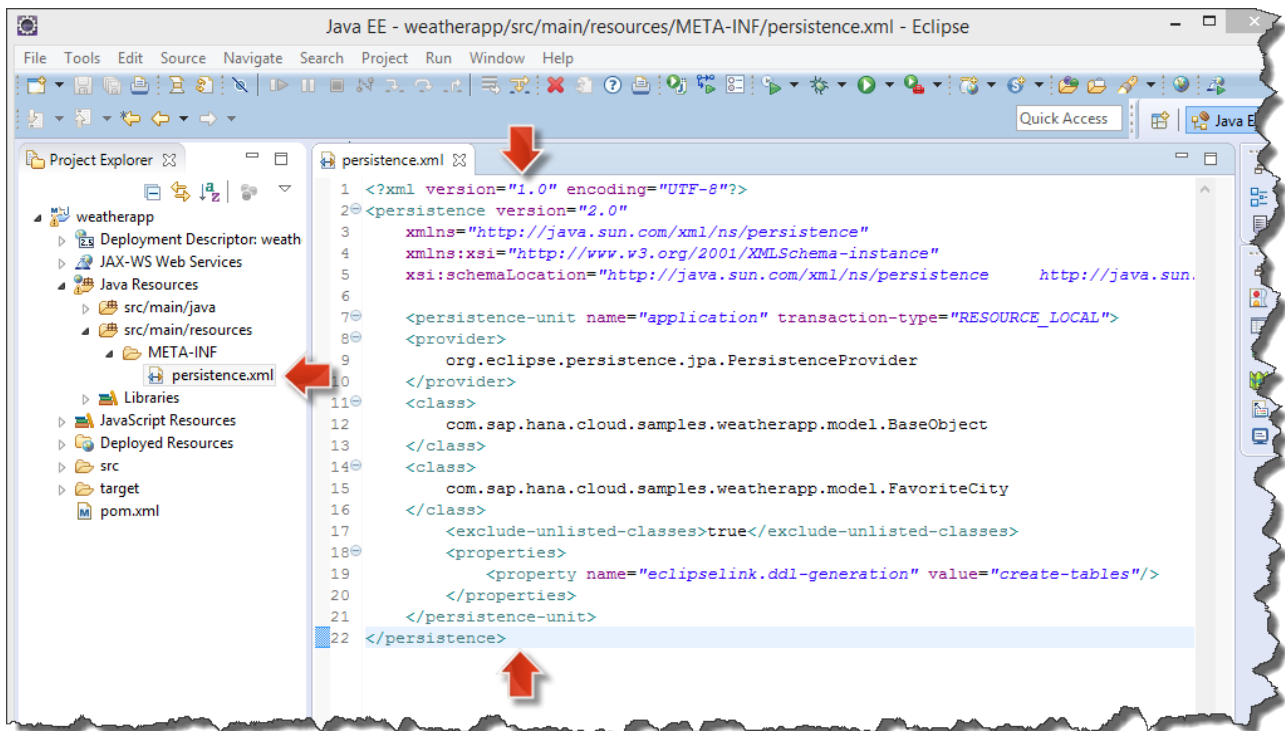 Java EE - weatherapp/src/main/resources/META-INF/persistence.xml - Eclipse
File Tools Edit Source Navigate Search Project Run Window Help
Quick Access
Java E
Project Explorer
weatherapp
Deployment Descriptor: weath
JAX-WS Web Services
Java Resources
src/main/java
src/main/resources
META-INF
persistence.xml
Libraries
JavaScript Resources
Deployed Resources
src
target
pom.xml
persistence.xml
1 <?xml version="1.0" encoding="UTF-8"?>
2 <persistence version="2.0"
3 xmlns="http://java.sun.com/xml/ns/persistence"
4 xmlns:xsi="http://www.w3.org/2001/XMLSchema-instance"
5 xsi:schemaLocation="http://java.sun.com/xml/ns/persistence http://java.sun.
6
7 <persistence-unit name="application" transaction-type="RESOURCE_LOCAL">
8 <provider>
9 org.eclipse.persistence.jpa.PersistenceProvider
10 </provider>
11 <class>
12 com.sap.hana.cloud.samples.weatherapp.model.BaseObject
13 </class>
14 <class>
15 com.sap.hana.cloud.samples.weatherapp.model.FavoriteCity
16 </class>
17 <exclude-unlisted-classes>true</exclude-unlisted-classes>
18 <properties>
19 <property name="eclipselink.ddl-generation" value="create-tables"/>
20 </properties>
21 </persistence-unit>
22 </persistence>